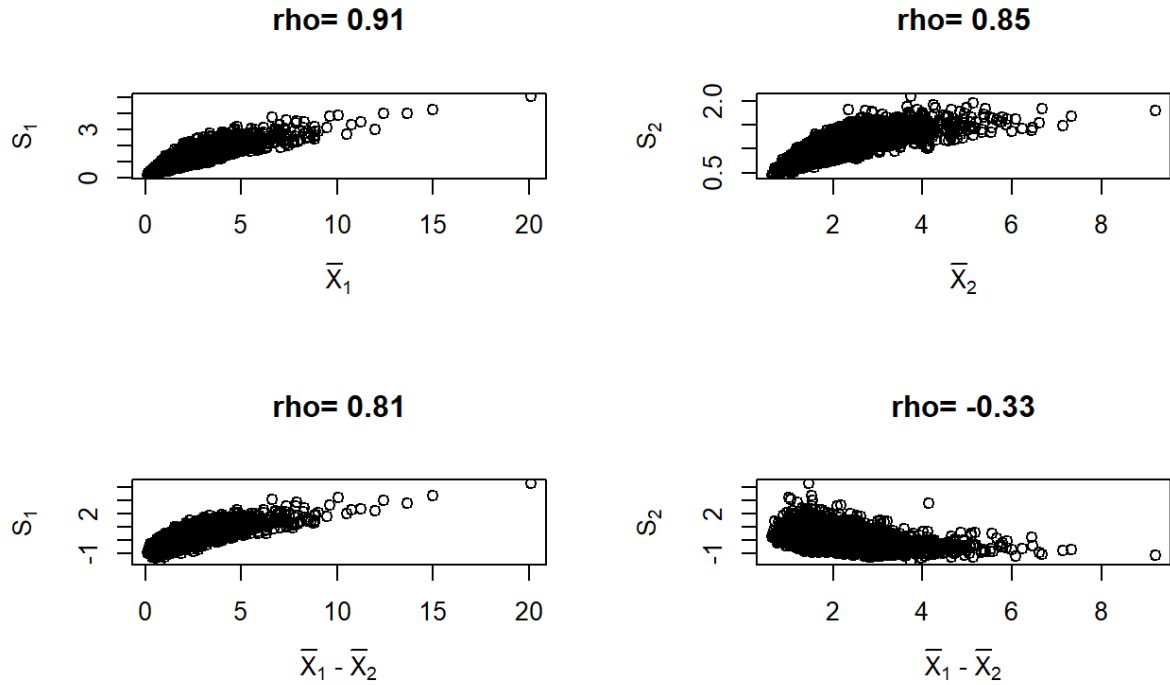 rho= 0.91
S₁
0 3
0 5 10 15 20
X̅₁
rho= 0.85
S₂
0.5 2.0
2 4 6 8
X̅₂
rho= 0.81
S₁
-1 2
0 5 10 15 20
X̅₁ - X̅₂
rho= -0.33
S₂
-1 2
2 4 6 8
X̅₁ - X̅₂